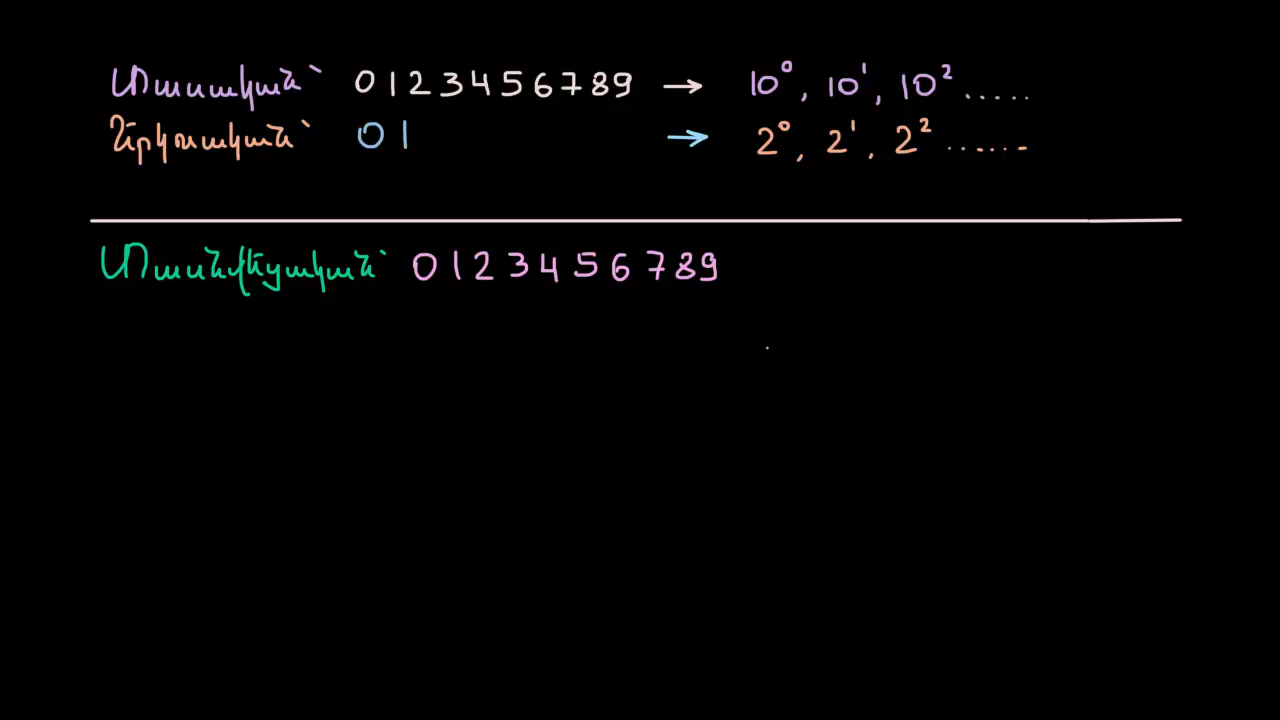 Տասական՝ 0 1 2 3 4 5 6 7 8 9 → 10⁰, 10¹, 10² .....
Երկուական՝ 0 1 → 2⁰, 2¹, 2² ......
Տասնվեցական՝ 0 1 2 3 4 5 6 7 8 9